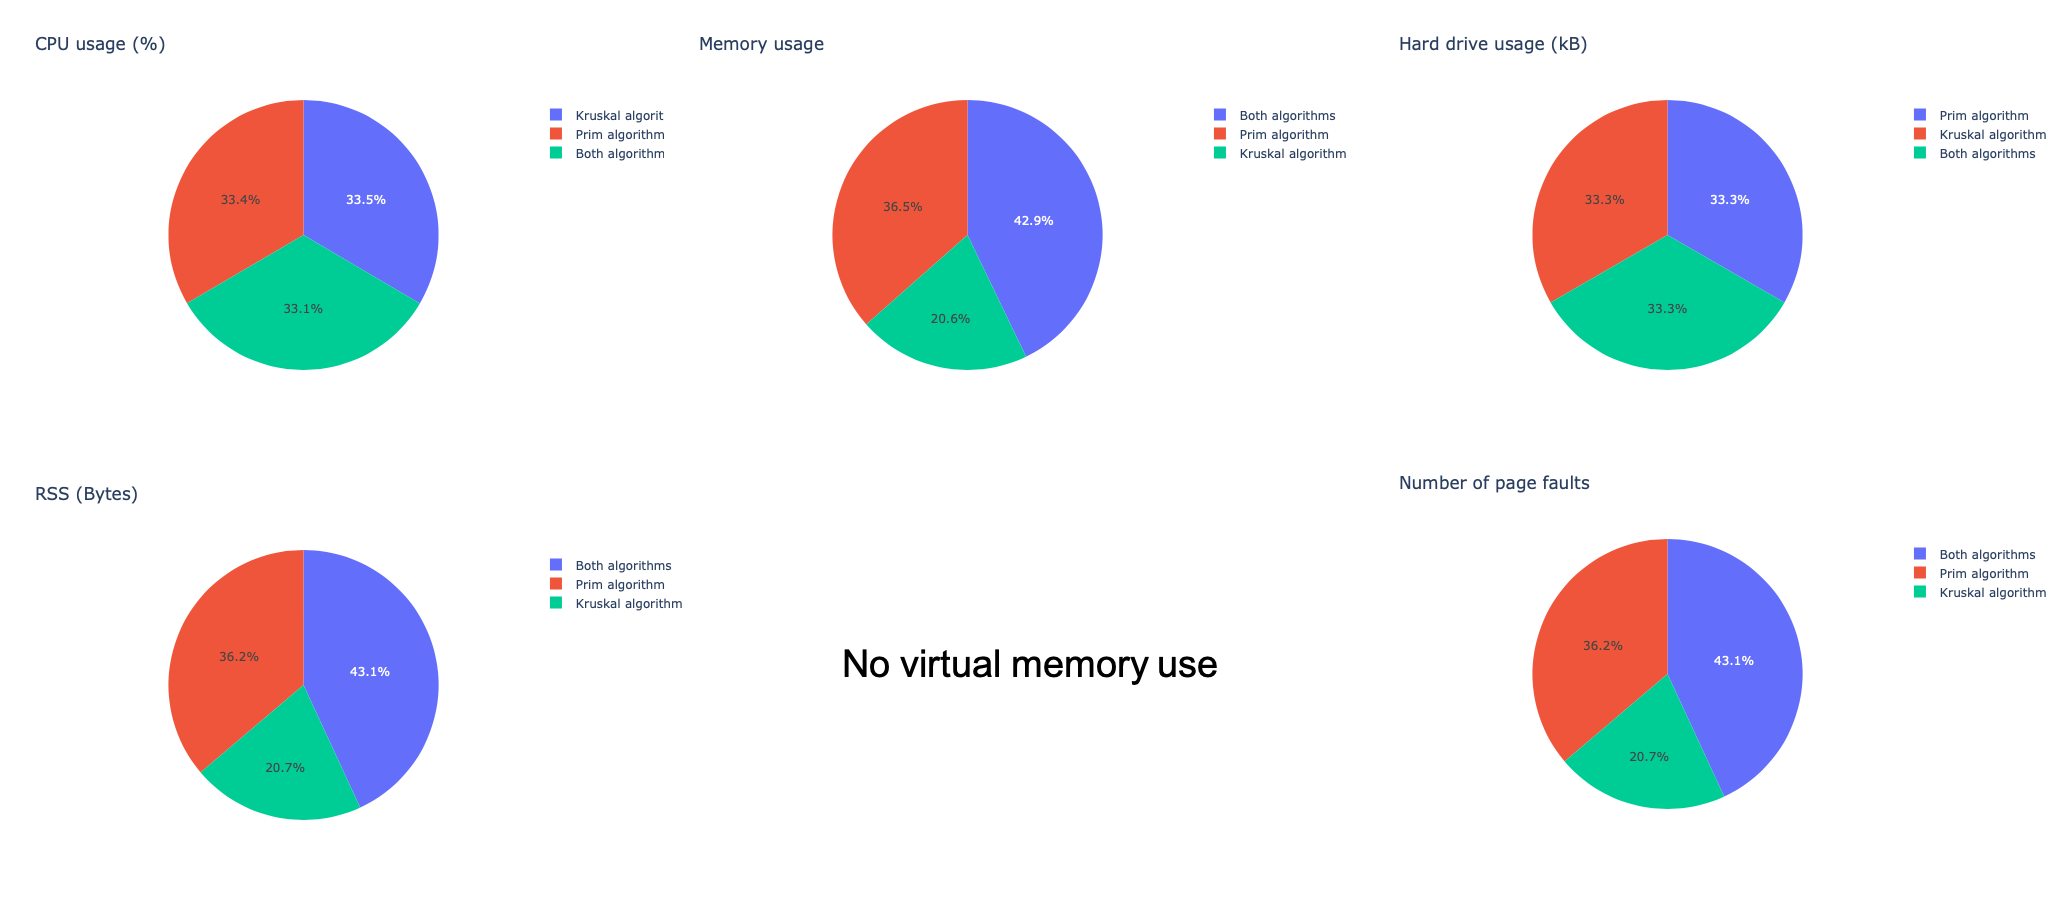 CPU usage (%)
Kruskal algorit
Prim algorithm
Both algorithm
33.4%
33.5%
33.1%
Memory usage
Both algorithms
Prim algorithm
Kruskal algorithm
36.5%
42.9%
20.6%
Hard drive usage (kB)
Prim algorithm
Kruskal algorithm
Both algorithms
33.3%
33.3%
33.3%
RSS (Bytes)
Both algorithms
Prim algorithm
Kruskal algorithm
36.2%
43.1%
20.7%
No virtual memory use
Number of page faults
Both algorithms
Prim algorithm
Kruskal algorithm
36.2%
43.1%
20.7%